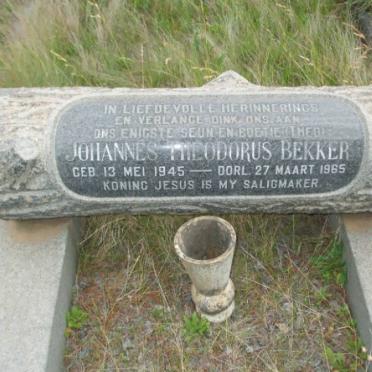 IN LIEFDEVOLLE HERINNERINGS
EN VERLANGE DINK ONS AAN
ONS ENIGSTE SEUN EN BOETIE (THEO)
JOHANNES THEODORUS BEKKER
GEB. 13 MEI 1945 — OORL. 27 MAART 1965
KONING JESUS IS MY SALIGMAKER.